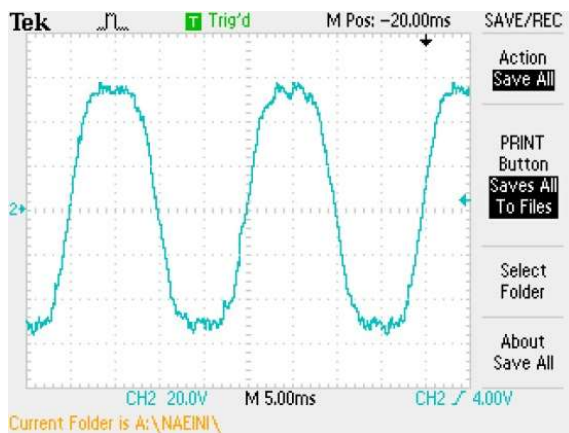 Tek
T Trig'd
M Pos: -20.00ms
SAVE/REC
Action
Save All
PRINT
Button
Saves All
To Files
Select
Folder
About
Save All
2
CH2 20.0V
M 5.00ms
CH2 / 4.00V
Current Folder is A:\NAEINI\